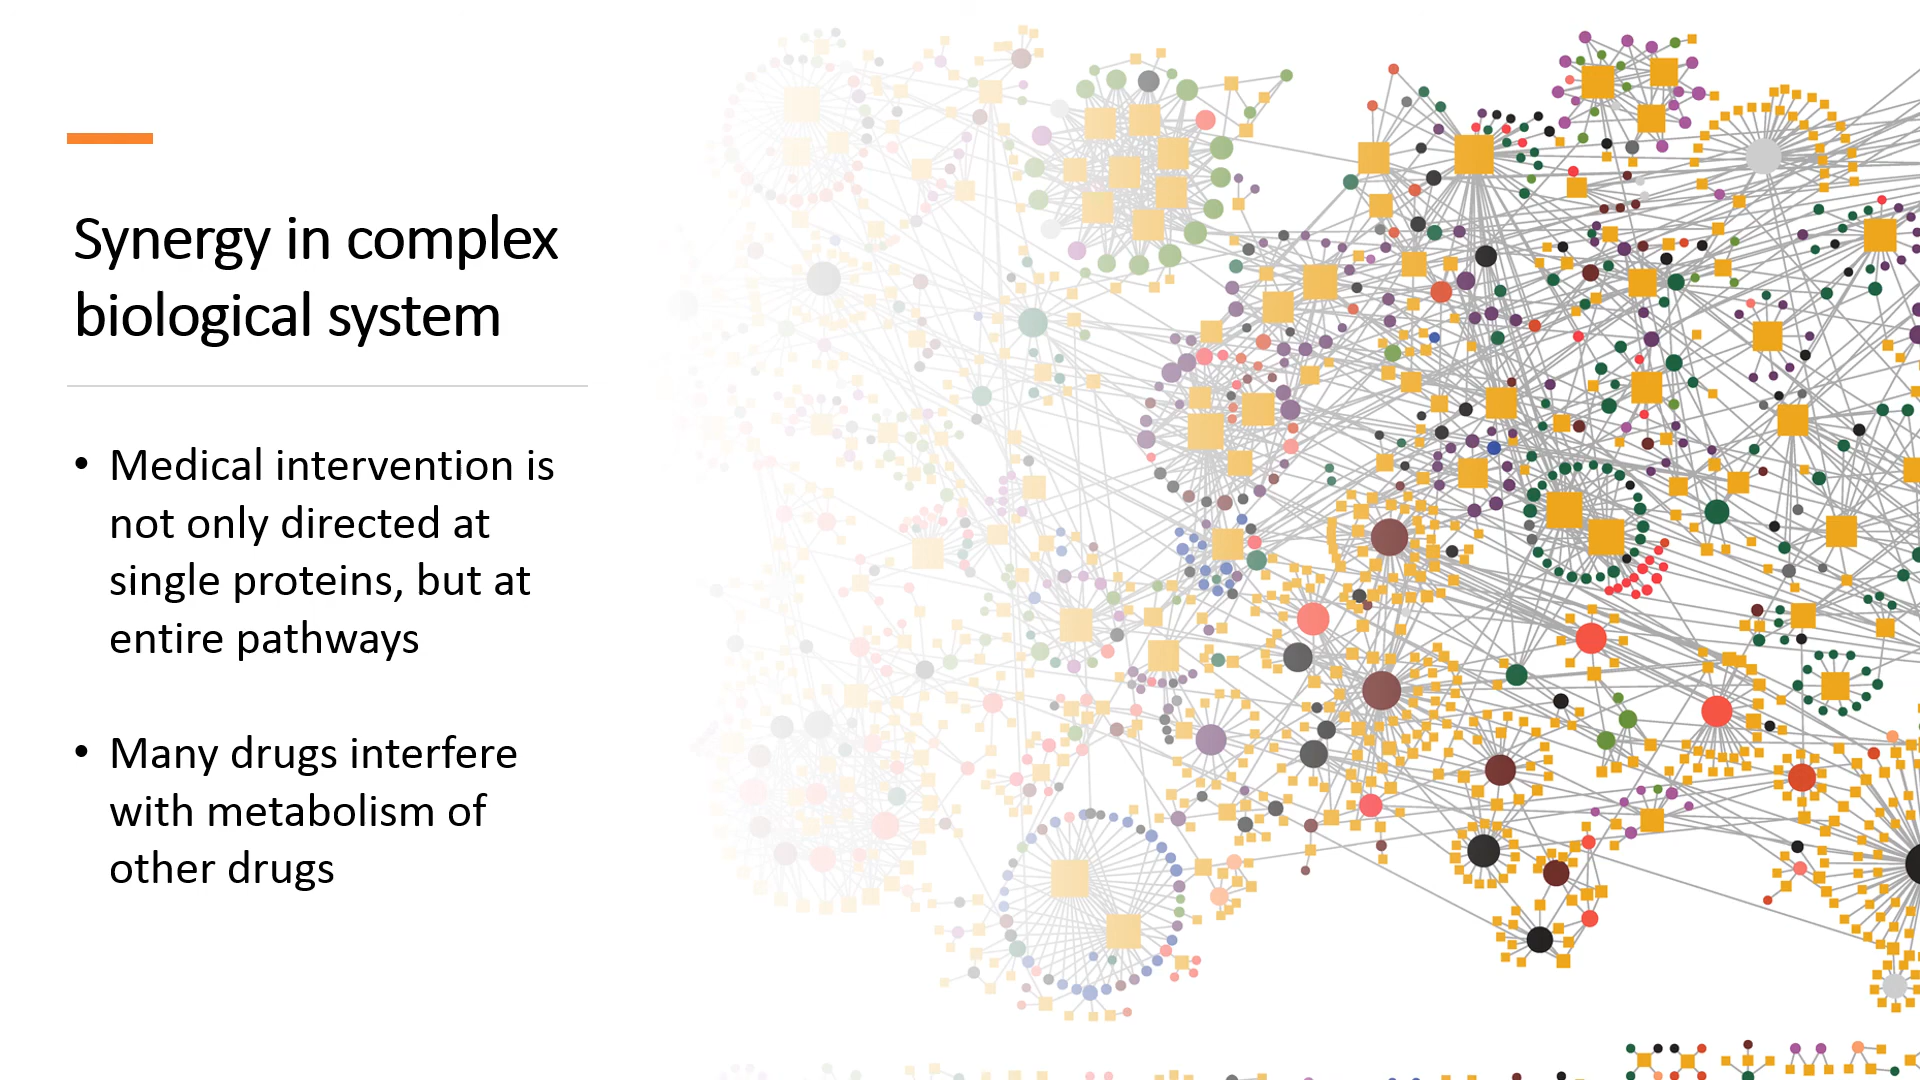 Synergy in complex
biological system
• Medical intervention is
not only directed at
single proteins, but at
entire pathways
• Many drugs interfere
with metabolism of
other drugs